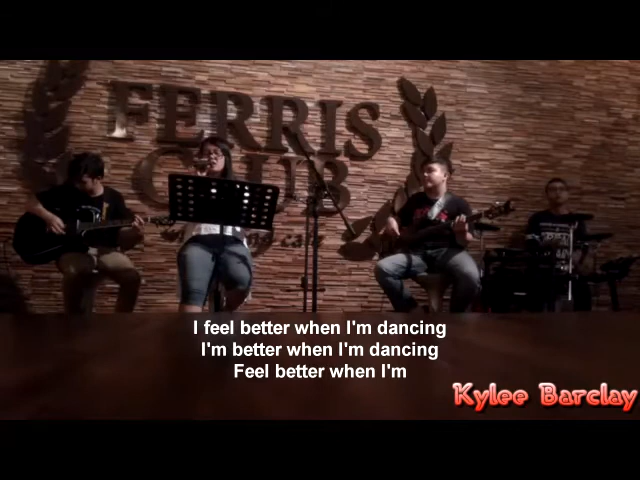 FERRIS
CLUB
I feel better when I'm dancing
I'm better when I'm dancing
Feel better when I'm
Kylee Barclay